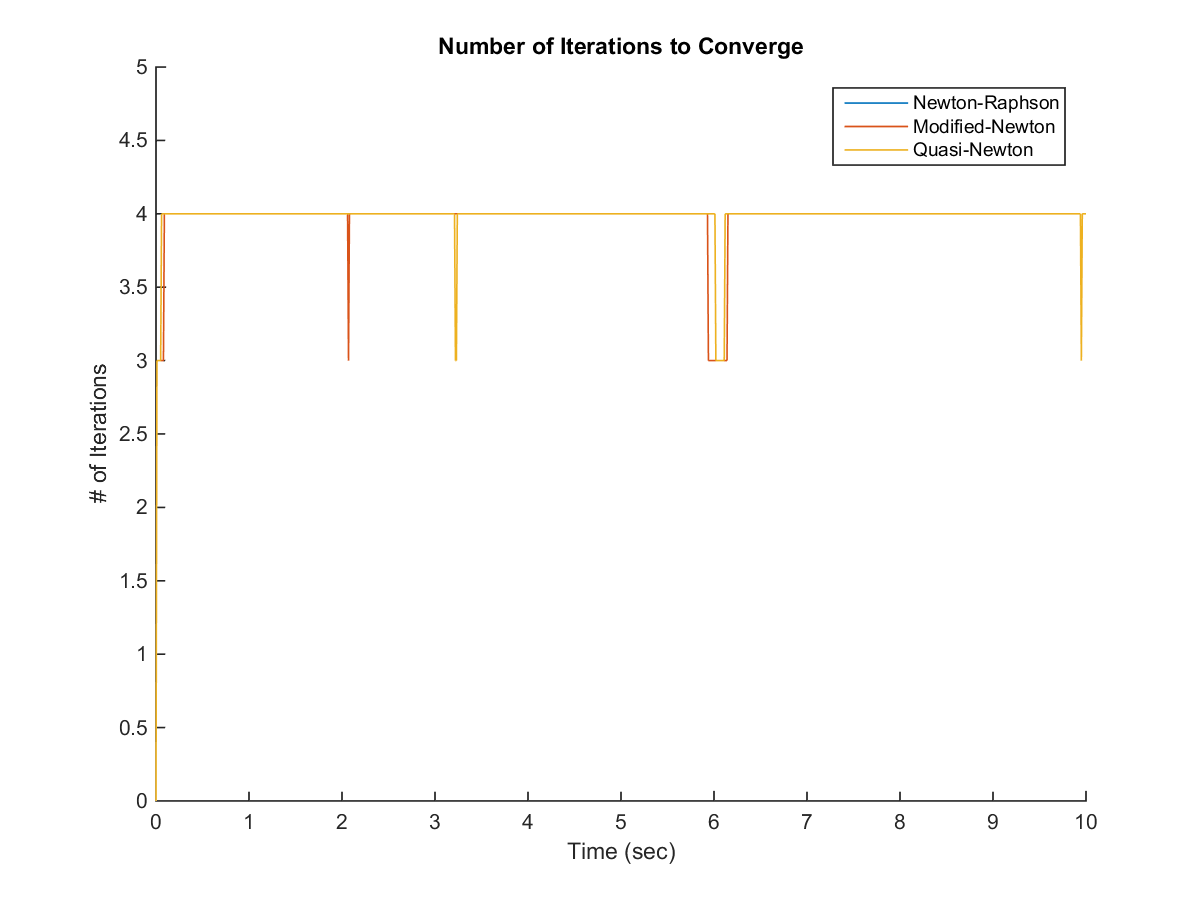 Number of Iterations to Converge
5
4.5
4
3.5
3
2.5
2
1.5
1
0.5
0
# of Iterations
Newton-Raphson
Modified-Newton
Quasi-Newton
0 1 2 3 4 5 6 7 8 9 10
Time (sec)